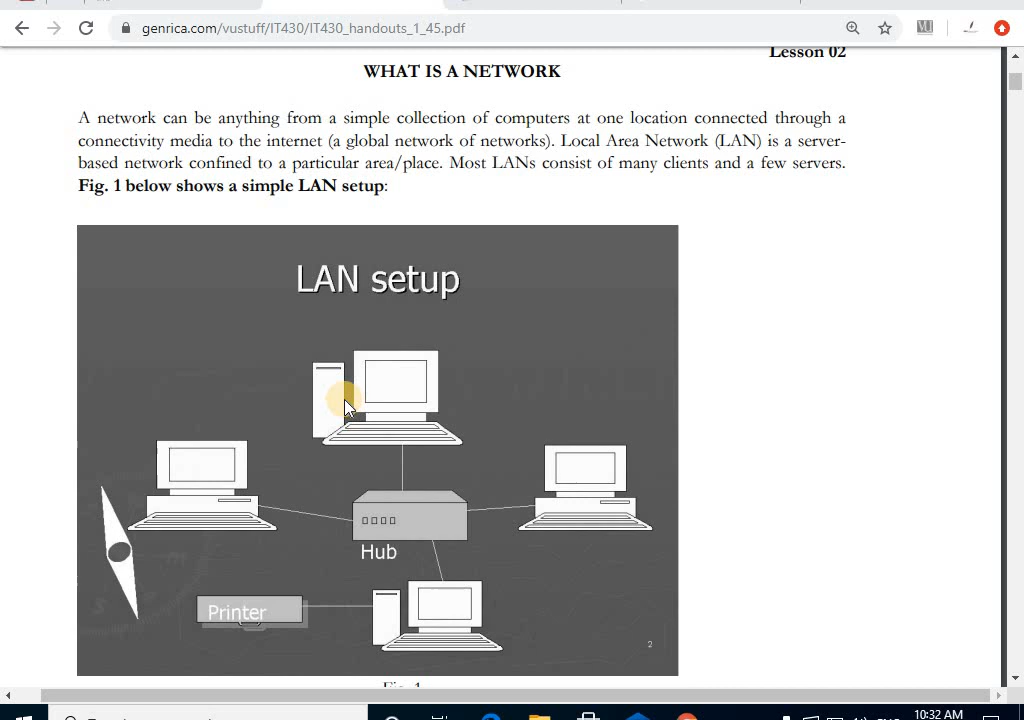 genrica.com/vustuff/IT430/IT430_handouts_1_45.pdf
Lesson 02
WHAT IS A NETWORK
A network can be anything from a simple collection of computers at one location connected through a
connectivity media to the internet (a global network of networks). Local Area Network (LAN) is a server-
based network confined to a particular area/place. Most LANs consist of many clients and a few servers.
Fig. 1 below shows a simple LAN setup:
LAN setup
Hub
Printer
2
10:32 AM